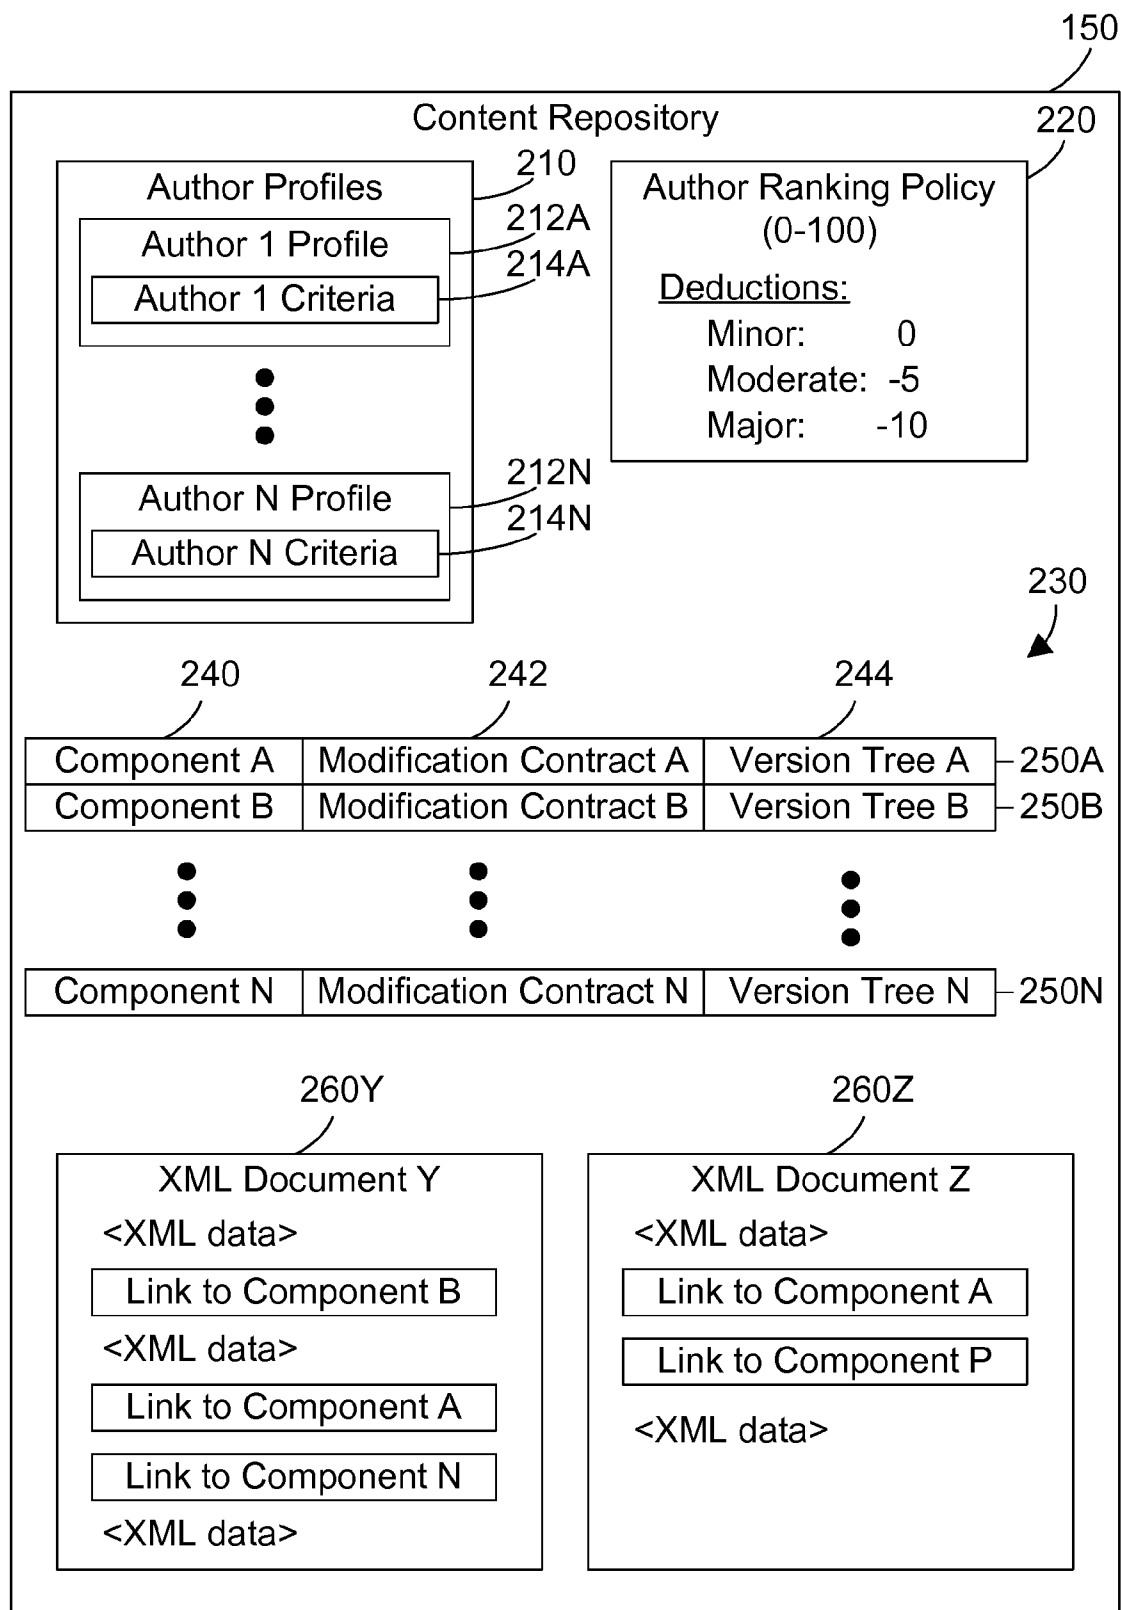 150
Content Repository
220
210
Author Profiles
212A
Author 1 Profile
214A
Author 1 Criteria
212N
Author N Profile
214N
Author N Criteria
Author Ranking Policy
(0-100)
Deductions:
Minor: 0
Moderate: -5
Major: -10
230
240 242 244
Component A Modification Contract A Version Tree A 250A
Component B Modification Contract B Version Tree B 250B
Component N Modification Contract N Version Tree N 250N
260Y
XML Document Y
<XML data>
Link to Component B
<XML data>
Link to Component A
Link to Component N
<XML data>
260Z
XML Document Z
<XML data>
Link to Component A
Link to Component P
<XML data>